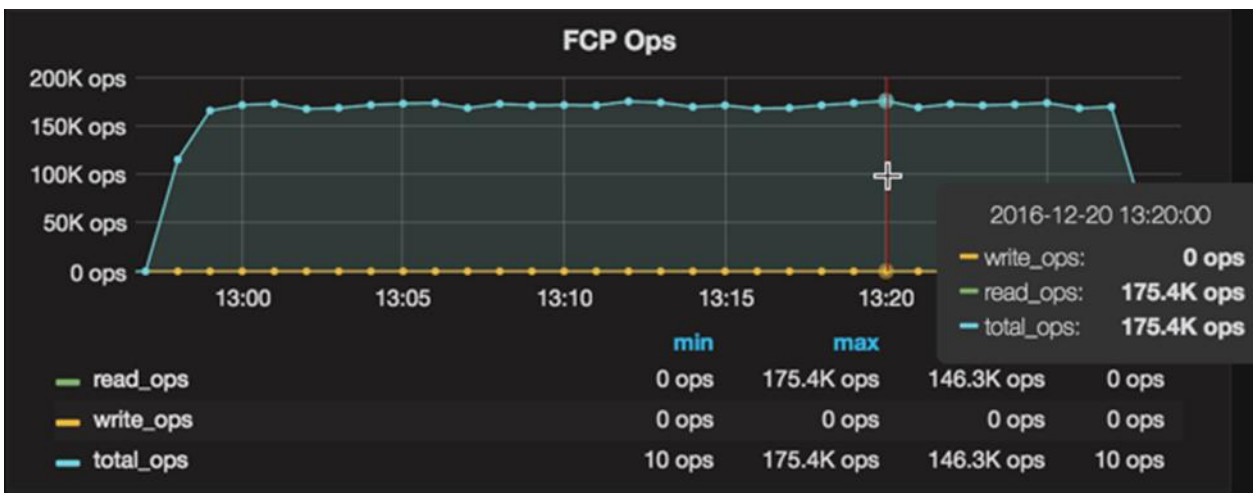 FCP Ops
200K ops
150K ops
100K ops
50K ops
0 ops
13:00 13:05 13:10 13:15 13:20
2016-12-20 13:20:00
write_ops: 0 ops
read_ops: 175.4K ops
total_ops: 175.4K ops
min max
read_ops 0 ops 175.4K ops 146.3K ops 0 ops
write_ops 0 ops 0 ops 0 ops 0 ops
total_ops 10 ops 175.4K ops 146.3K ops 10 ops